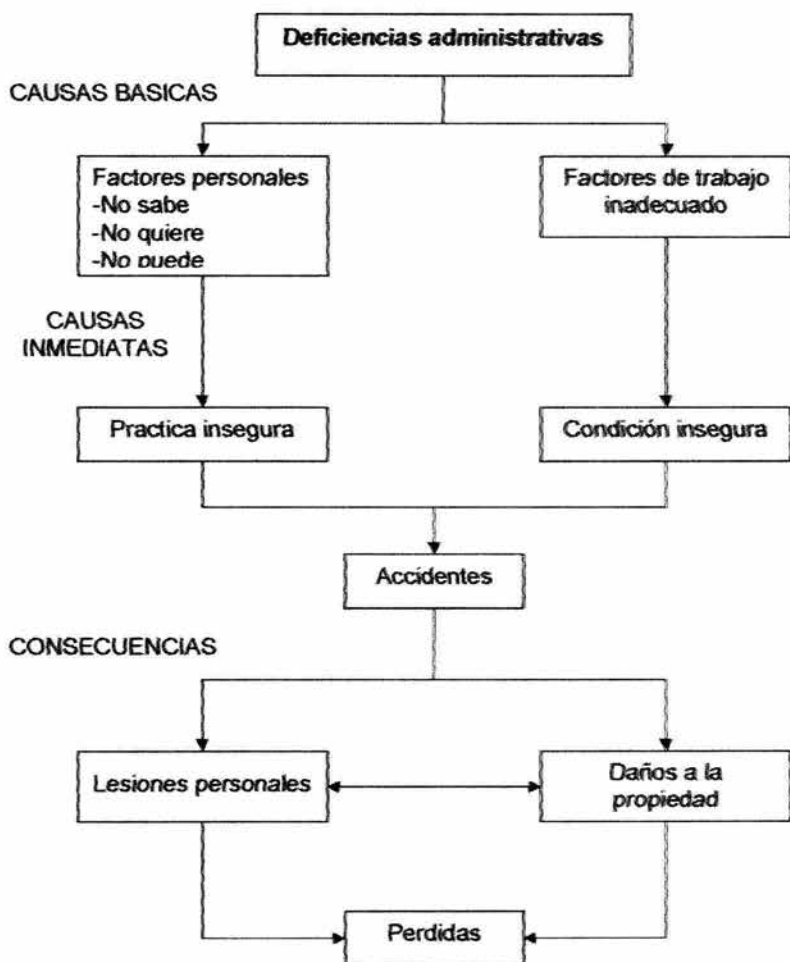 Deficiencias administrativas
CAUSAS BASICAS
Factores personales
-No sabe
-No quiere
-No puede
Factores de trabajo
inadecuado
CAUSAS
INMEDIATAS
Practica insegura
Condición insegura
Accidentes
CONSECUENCIAS
Lesiones personales
Daños a la
propiedad
Perdidas